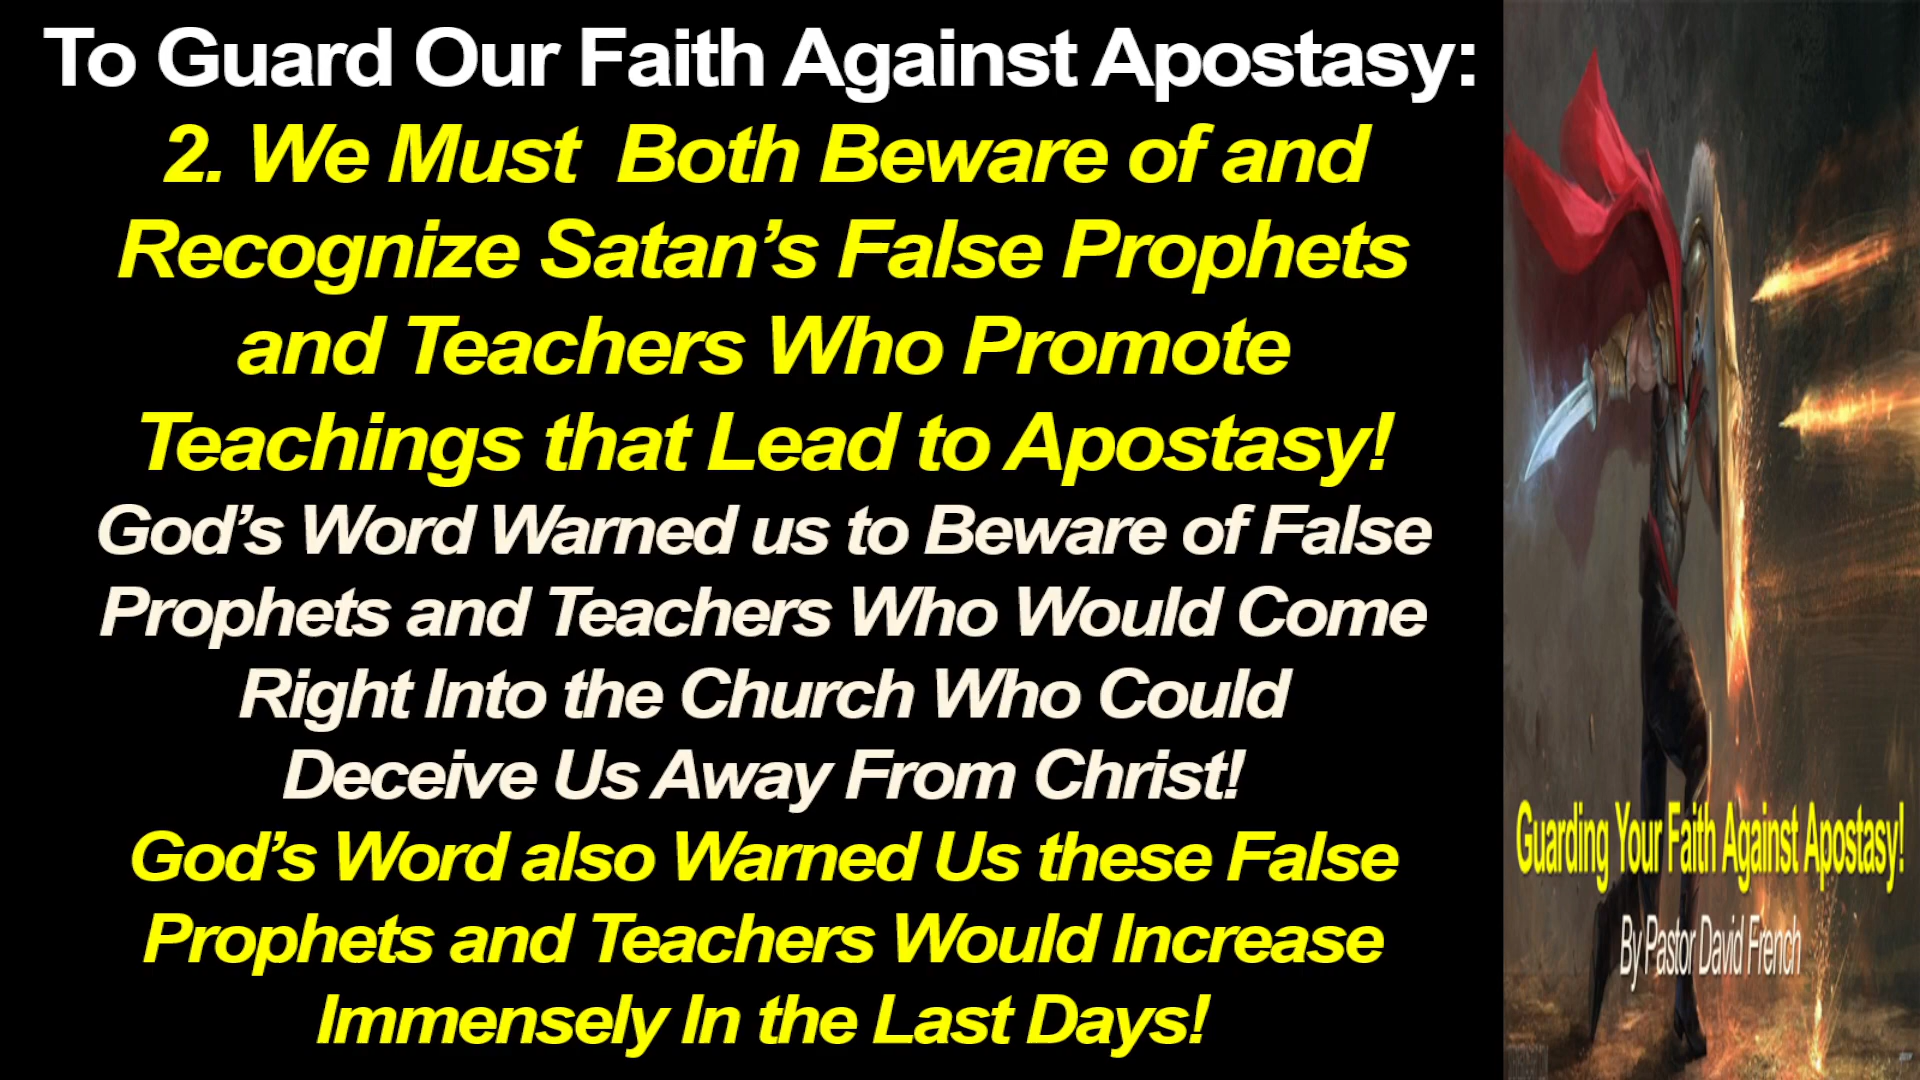 To Guard Our Faith Against Apostasy:
2. We Must  Both Beware of and
Recognize Satan’s False Prophets
and Teachers Who Promote
Teachings that Lead to Apostasy!
God’s Word Warned us to Beware of False
Prophets and Teachers Who Would Come
Right Into the Church Who Could
Deceive Us Away From Christ!
God’s Word also Warned Us these False
Prophets and Teachers Would Increase
Immensely In the Last Days!
Guarding Your Faith Against Apostasy!
By Pastor David French